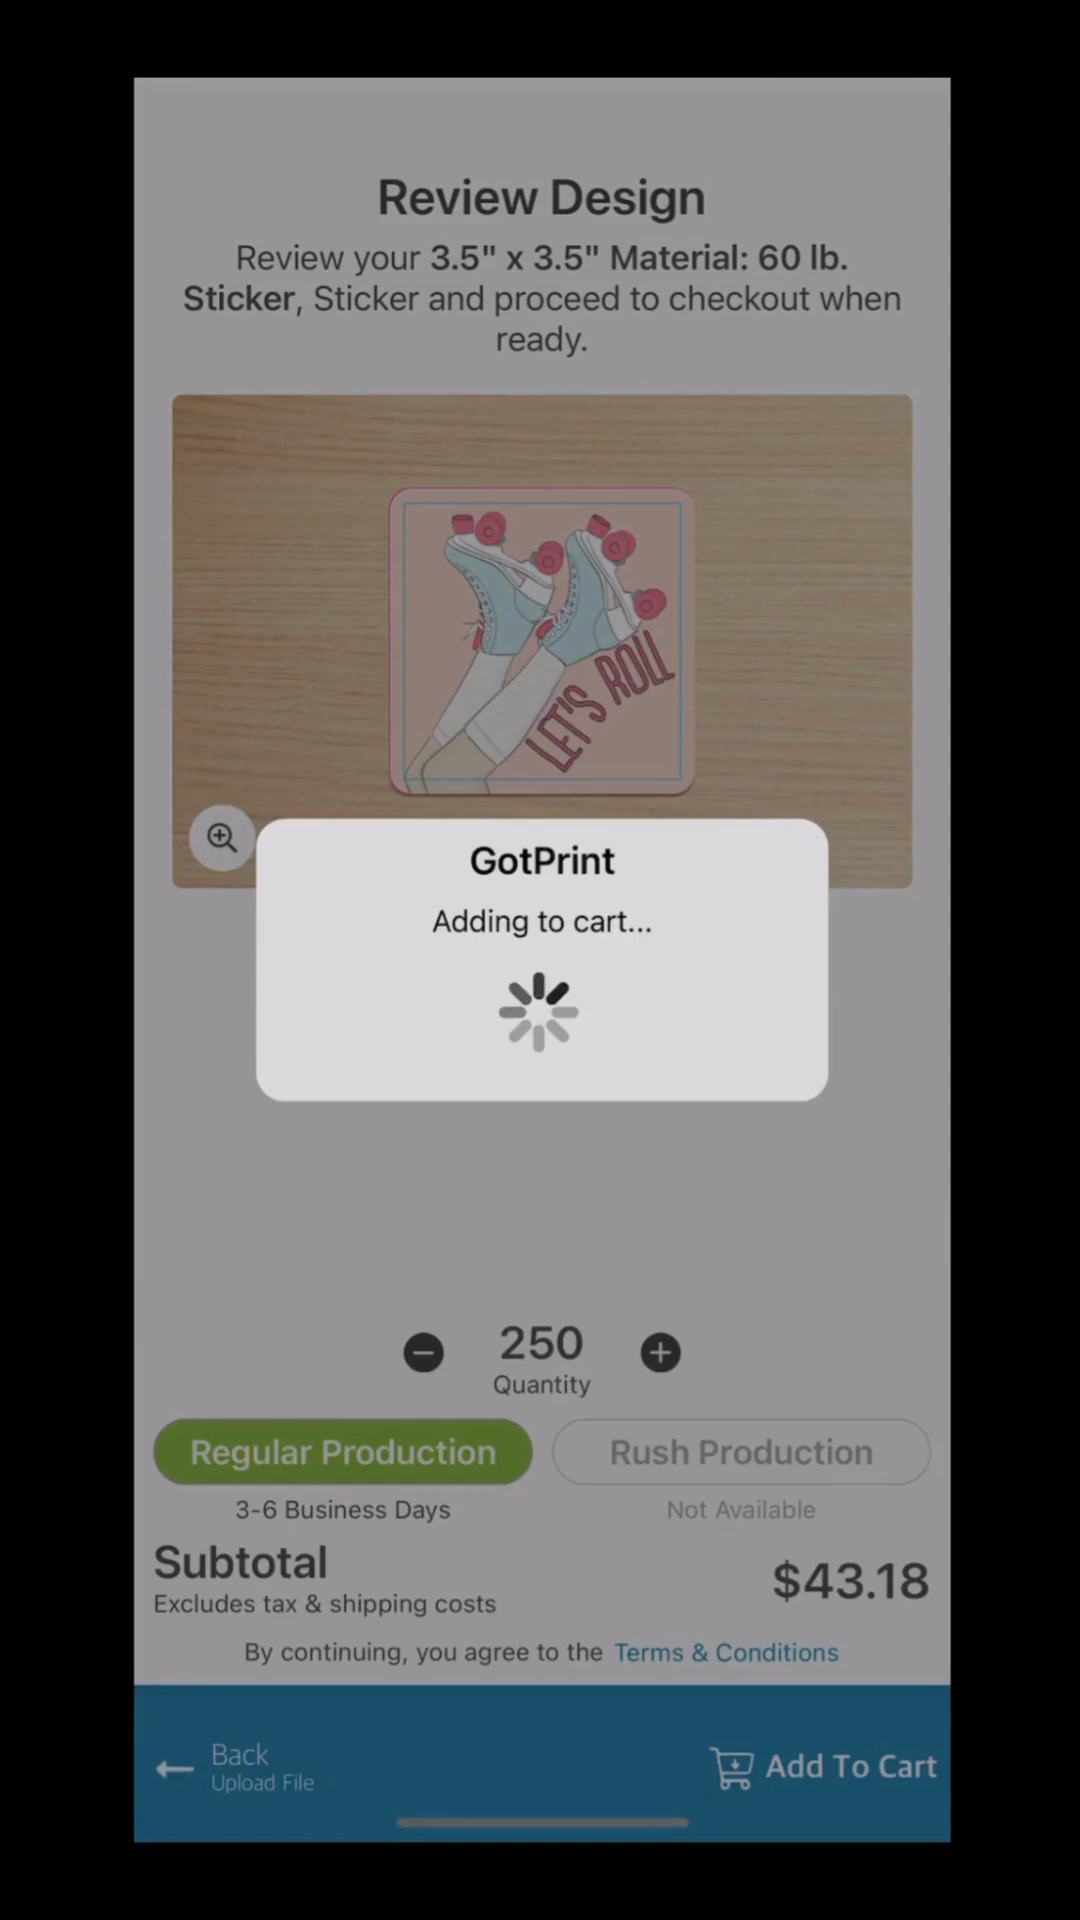 Review Design
Review your 3.5" x 3.5" Material: 60 lb.
Sticker, Sticker and proceed to checkout when
ready.
LET'S ROLL
GotPrint
Adding to cart...
250
Quantity
Regular Production
Rush Production
3-6 Business Days
Not Available
Subtotal
$43.18
Excludes tax & shipping costs
By continuing, you agree to the Terms & Conditions
Back
Upload File
Add To Cart